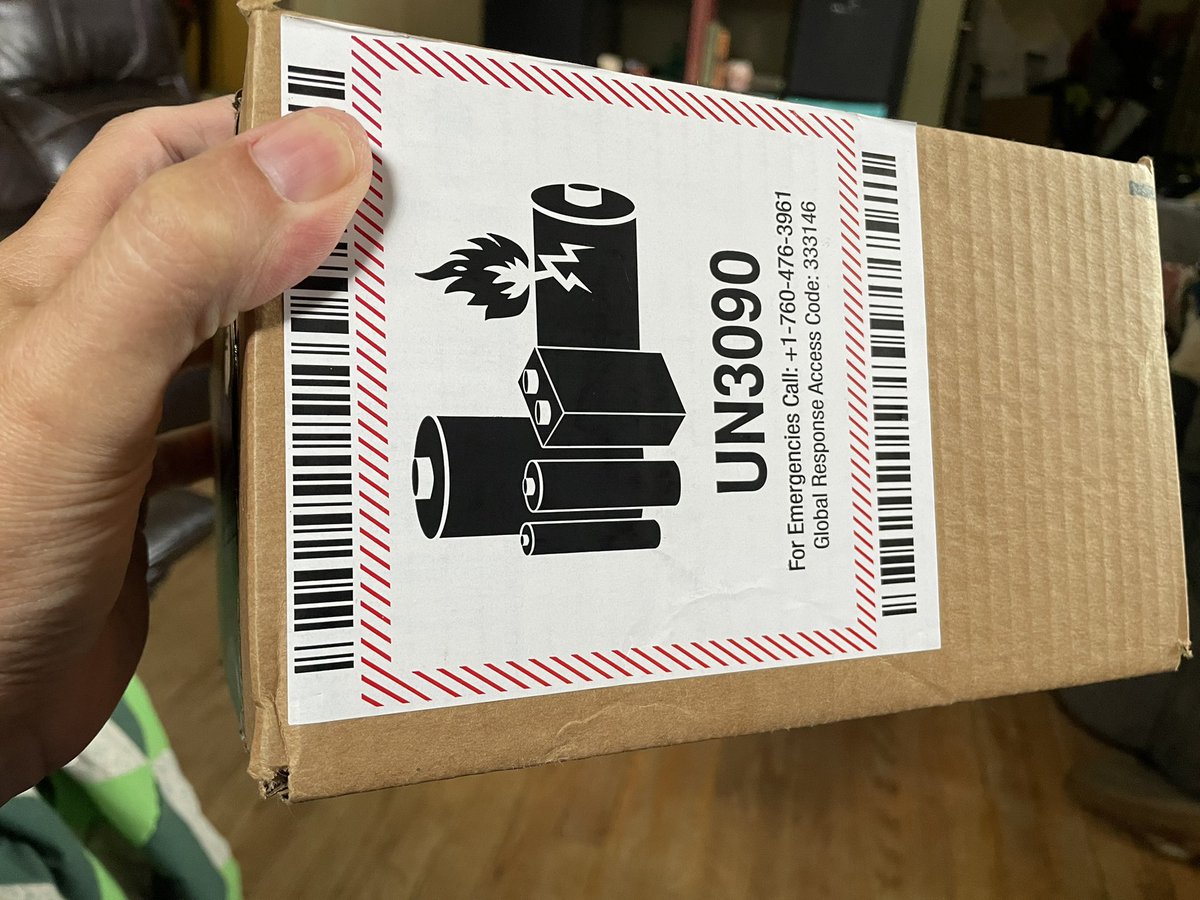 UN3090
For Emergencies Call: +1-760-476-3961
Global Response Access Code: 333146